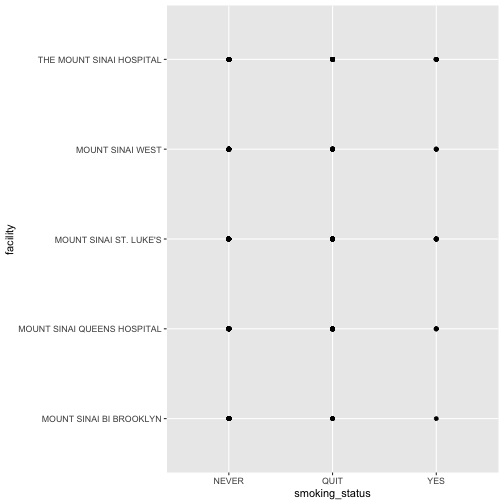 THE MOUNT SINAI HOSPITAL
MOUNT SINAI WEST
MOUNT SINAI ST. LUKE'S
MOUNT SINAI QUEENS HOSPITAL
MOUNT SINAI BI BROOKLYN
facility
NEVER QUIT YES
smoking_status